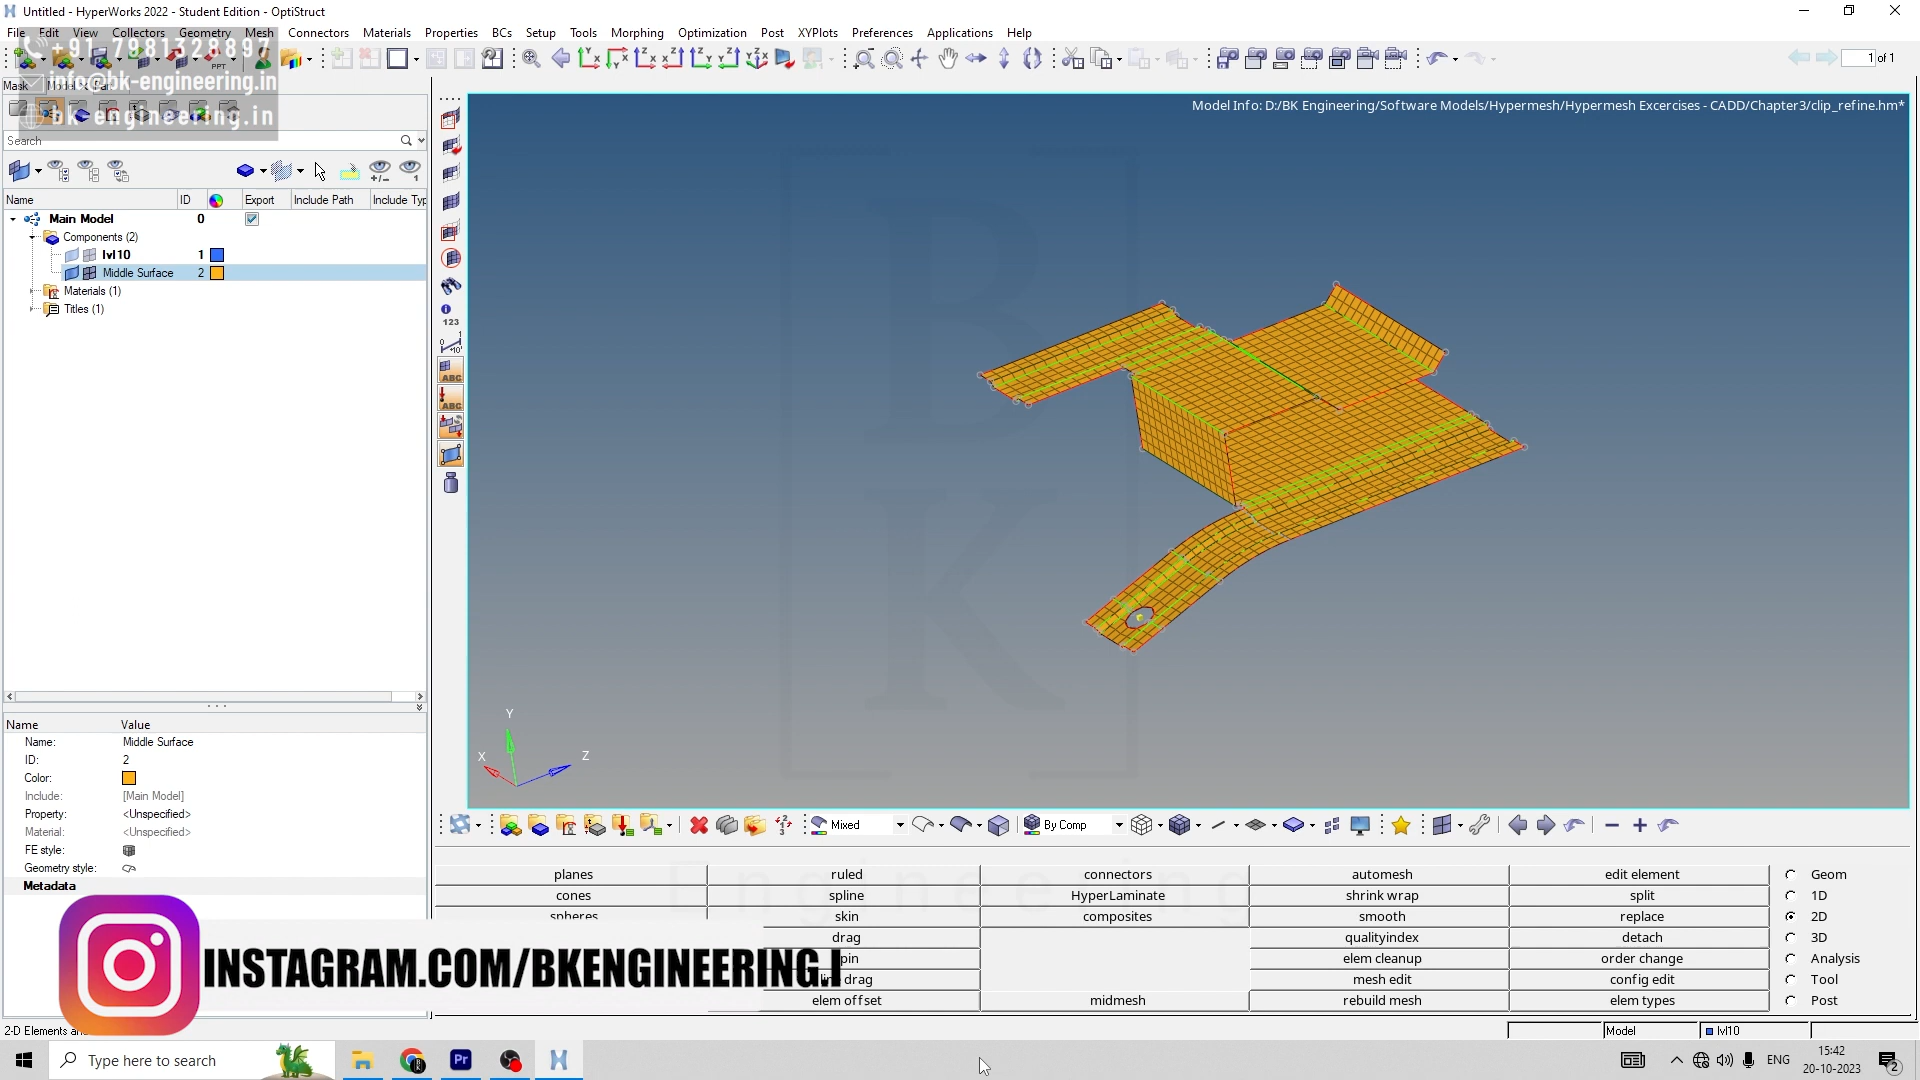 Untitled - HyperWorks 2022 - Student Edition - OptiStruct
File Edit View Collectors Geometry Mesh Connectors Materials Properties BCs Setup Tools Morphing Optimization Post XYPlots Preferences Applications Help
+91 7981328897
info@bk-engineering.in
bk-engineering.in
Mask
1 of 1
Search
Name ID Export Include Path Include Typ
Main Model 0
Components (2)
lvl10 1
Middle Surface 2
Materials (1)
Titles (1)
Model Info: D:/BK Engineering/Software Models/Hypermesh/Hypermesh Excercises - CADD/Chapter3/clip_refine.hm*
123
ABC
ABC
B
K
Engineering
Y
X
Z
Name Value
Name: Middle Surface
ID: 2
Color:
Include: [Main Model]
Property: <Unspecified>
Material: <Unspecified>
FE style:
Geometry style:
Metadata
Mixed
By Comp
planes ruled connectors automesh edit element Geom
cones spline HyperLaminate shrink wrap split 1D
spheres skin composites smooth replace 2D
drag qualityindex detach 3D
elem cleanup order change Analysis
drag mesh edit config edit Tool
elem offset midmesh rebuild mesh elem types Post
INSTAGRAM.COM/BKENGINEERING.I
2-D Elements
Model
lvl10
Type here to search
Pr
ENG
15:42
20-10-2023
2